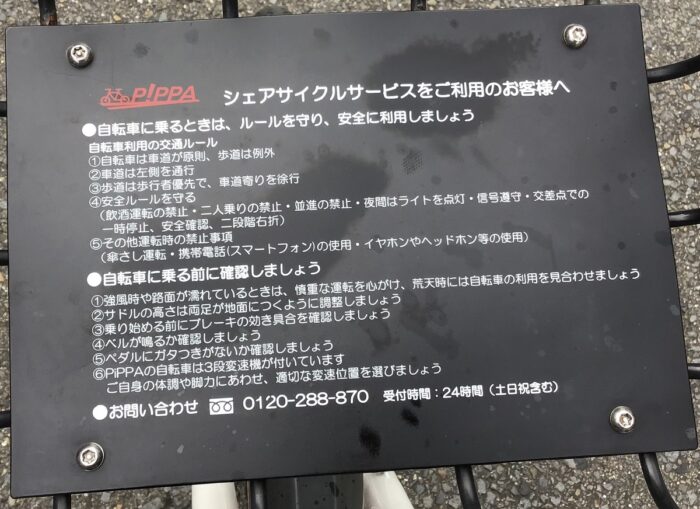 PiPPA シェアサイクルサービスをご利用のお客様へ
●自転車に乗るときは、ルールを守り、安全に利用しましょう
自転車利用の交通ルール
①自転車は車道が原則、歩道は例外
②車道は左側を通行
③歩道は歩行者優先で、車道寄りを徐行
④安全ルールを守る
（飲酒運転の禁止・二人乗りの禁止・並進の禁止・夜間はライトを点灯・信号遵守・交差点での
一時停止、安全確認、二段階右折）
⑤その他運転時の禁止事項
（傘さし運転・携帯電話(スマートフォン)の使用・イヤホンやヘッドホン等の使用）
●自転車に乗る前に確認しましょう
①強風時や路面が濡れているときは、慎重な運転を心がけ、荒天時には自転車の利用を見合わせましょう
②サドルの高さは両足が地面につくように調整しましょう
③乗り始める前にブレーキの効き具合を確認しましょう
④ベルが鳴るか確認しましょう
⑤ペダルにガタつきがないか確認しましょう
⑥PiPPAの自転車は3段変速機が付いています
ご自身の体調や脚力にあわせ、適切な変速位置を選びましょう
●お問い合わせ 0120-288-870 受付時間：24時間（土日祝含む）